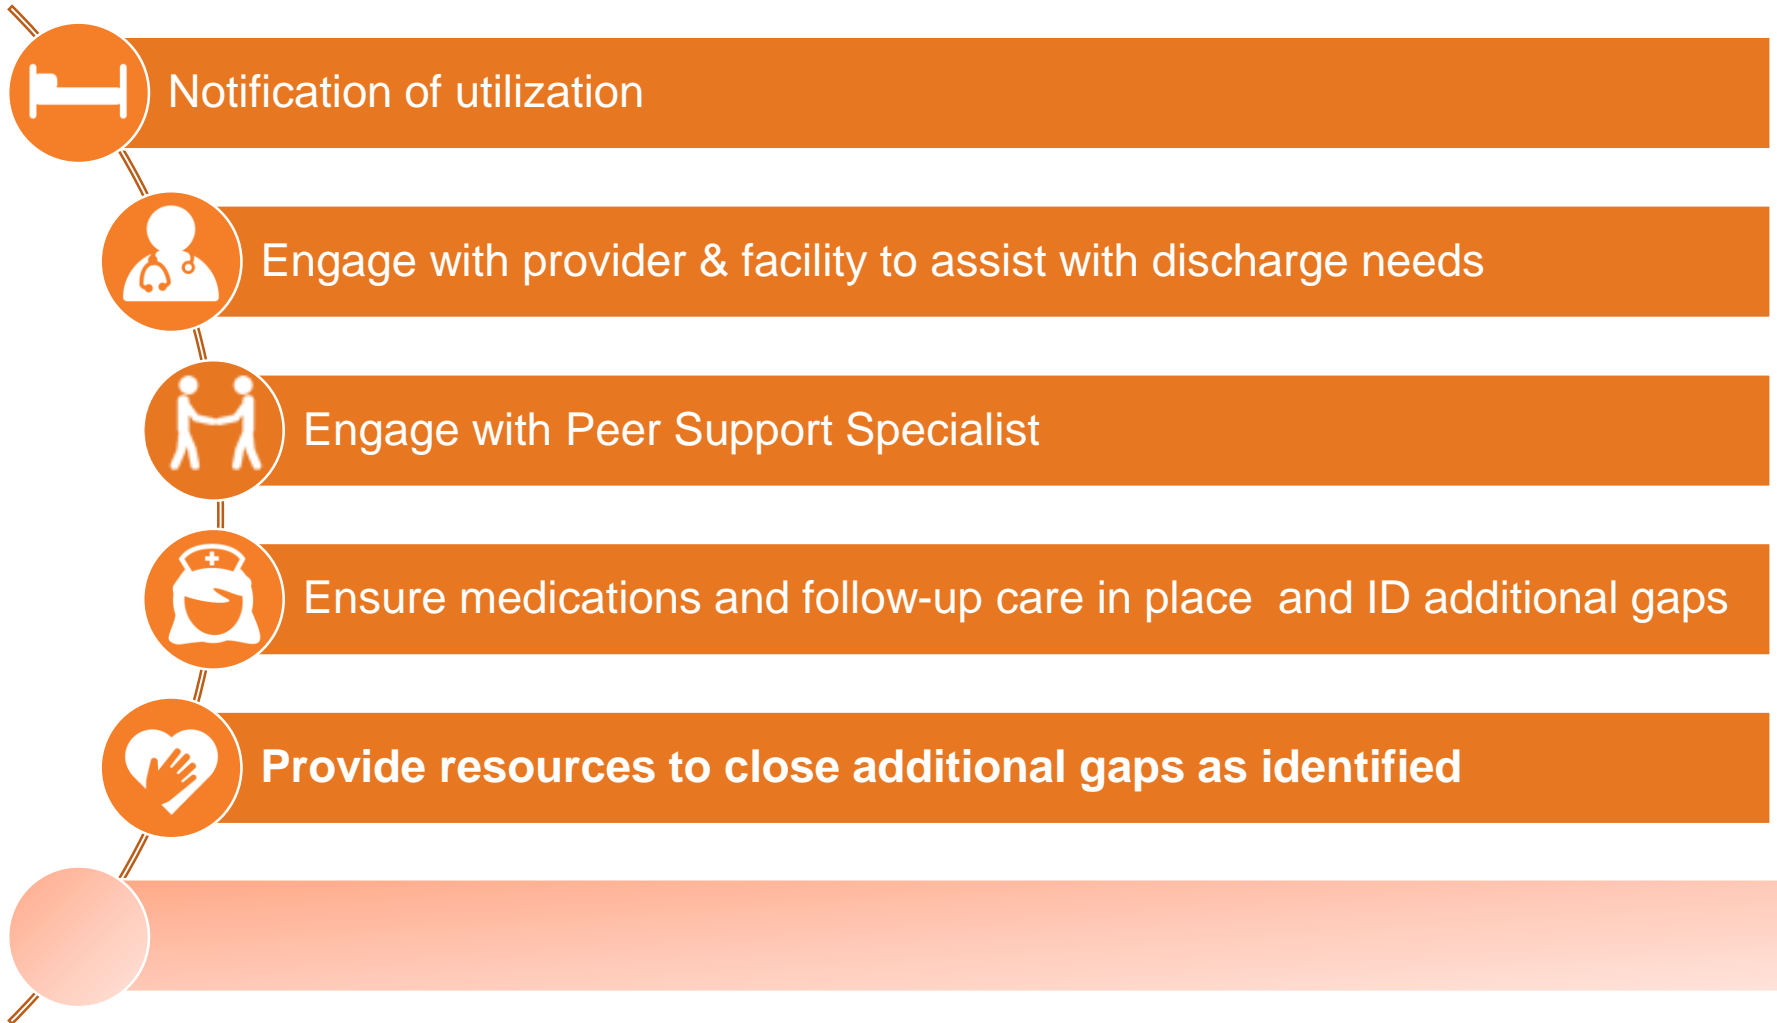 Notification of utilization
Engage with provider & facility to assist with discharge needs
Engage with Peer Support Specialist
Ensure medications and follow-up care in place  and ID additional gaps
Provide resources to close additional gaps as identified